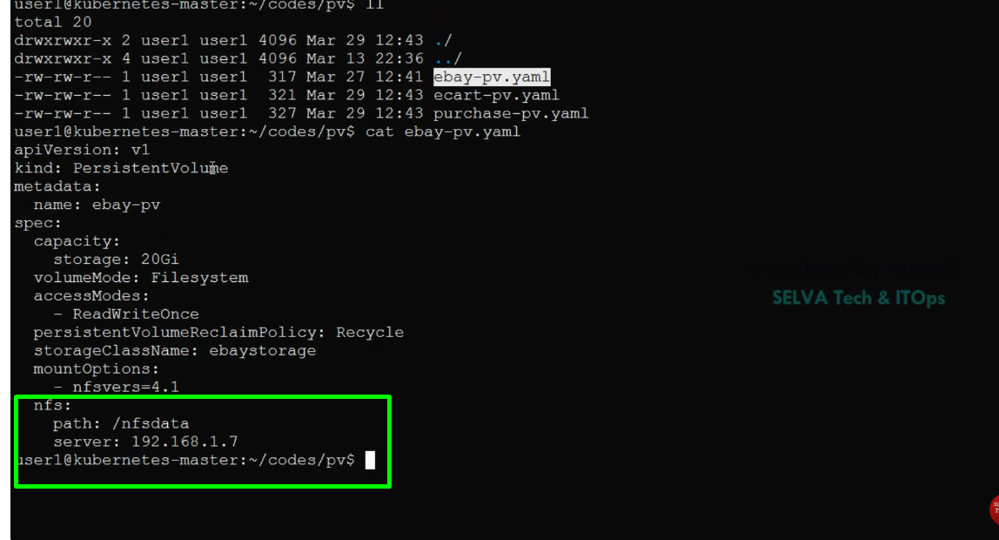 user1@kubernetes-master:~/codes/pv$ ll
total 20
drwxrwxr-x 2 user1 user1 4096 Mar 29 12:43 ./
drwxrwxr-x 4 user1 user1 4096 Mar 13 22:36 ../
-rw-rw-r-- 1 user1 user1  317 Mar 27 12:41 ebay-pv.yaml
-rw-rw-r-- 1 user1 user1  321 Mar 29 12:43 ecart-pv.yaml
-rw-rw-r-- 1 user1 user1  327 Mar 29 12:43 purchase-pv.yaml
user1@kubernetes-master:~/codes/pv$ cat ebay-pv.yaml
apiVersion: v1
kind: PersistentVolume
metadata:
  name: ebay-pv
spec:
  capacity:
    storage: 20Gi
  volumeMode: Filesystem
  accessModes:
    - ReadWriteOnce
  persistentVolumeReclaimPolicy: Recycle
  storageClassName: ebaystorage
  mountOptions:
    - nfsvers=4.1
  nfs:
    path: /nfsdata
    server: 192.168.1.7
user1@kubernetes-master:~/codes/pv$
SELVA Tech & ITOps